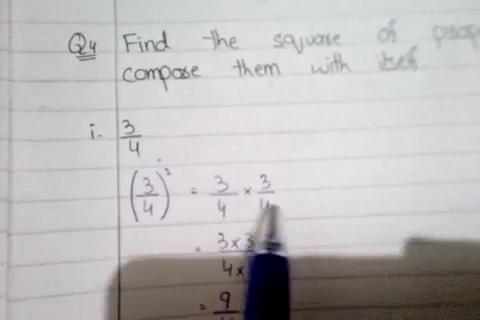 Q4 Find the square of
compose them with itself
i. 3/4
(3/4)² = 3/4 × 3/4
= 3×3 / 4×
= 9